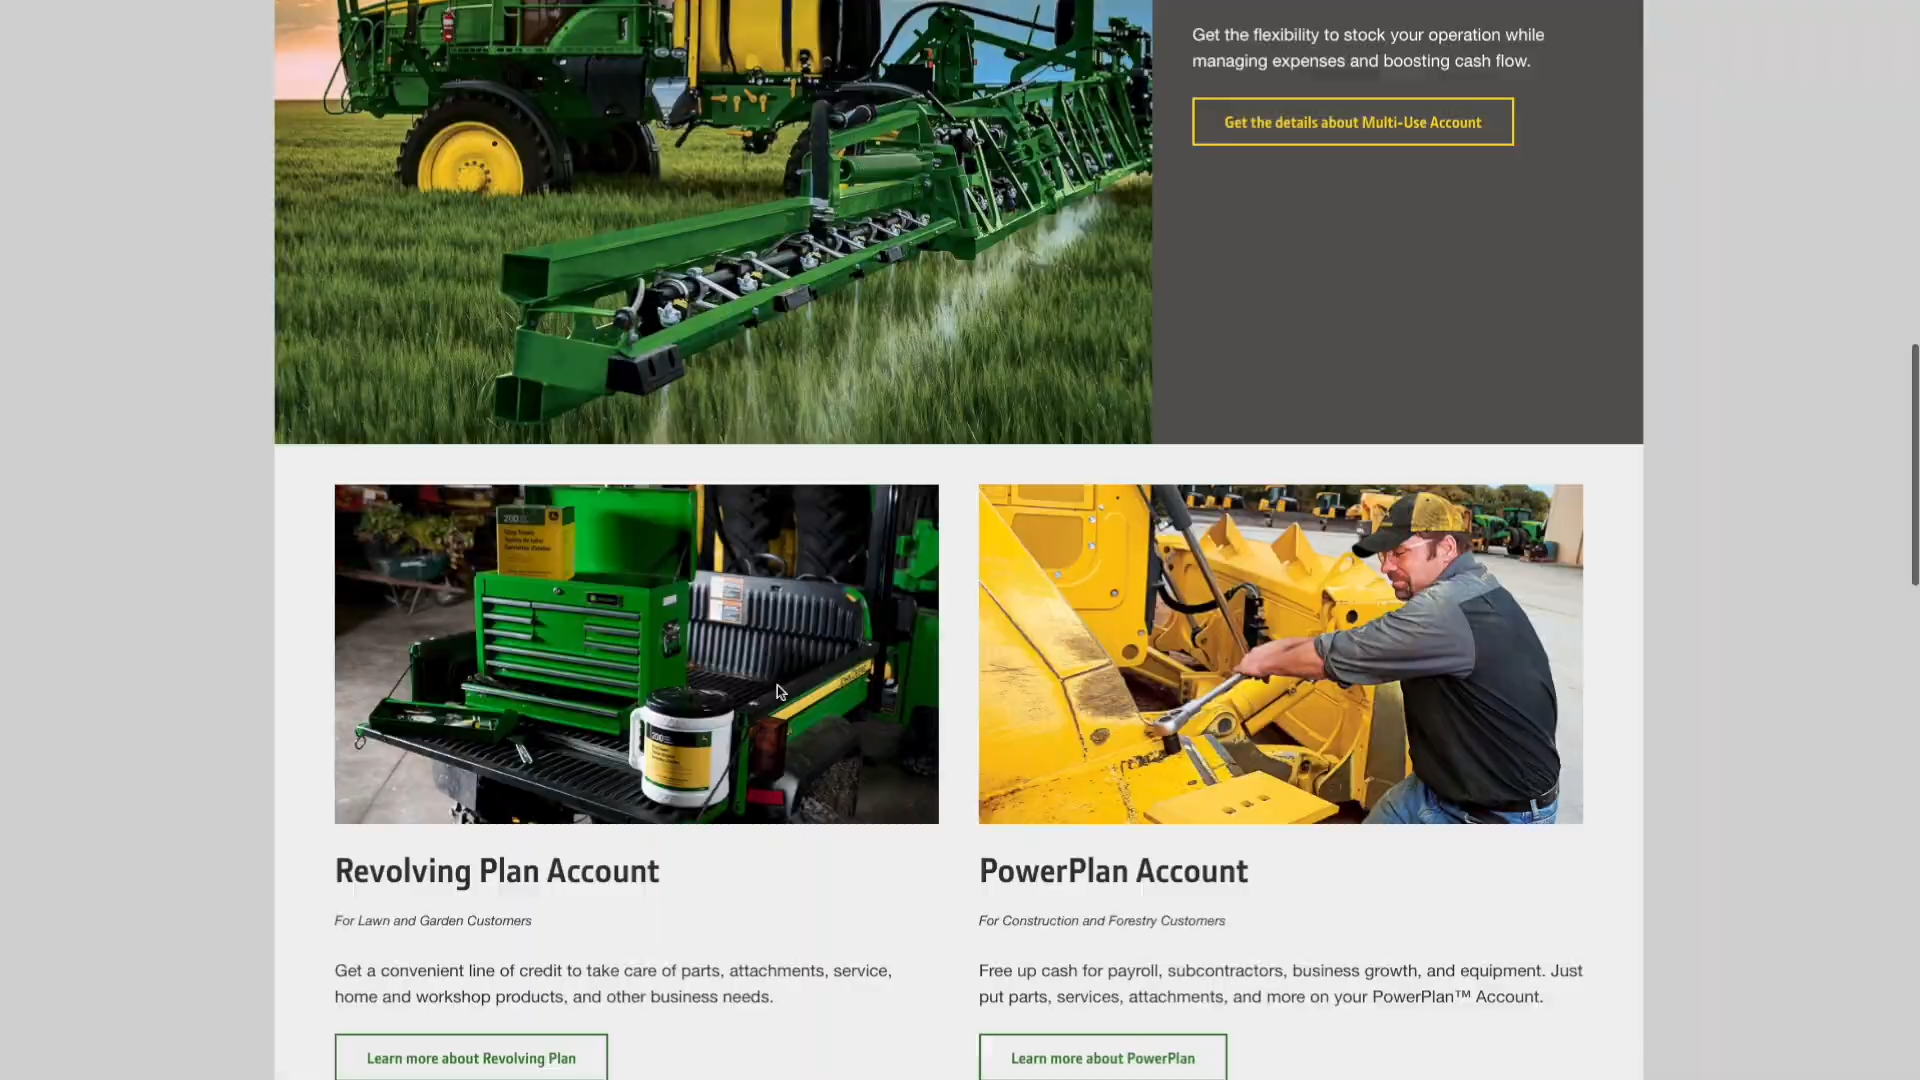 Get the flexibility to stock your operation while
managing expenses and boosting cash flow.
Get the details about Multi-Use Account
200
200
Revolving Plan Account
PowerPlan Account
For Lawn and Garden Customers
For Construction and Forestry Customers
Get a convenient line of credit to take care of parts, attachments, service,
home and workshop products, and other business needs.
Free up cash for payroll, subcontractors, business growth, and equipment. Just
put parts, services, attachments, and more on your PowerPlan™ Account.
Learn more about Revolving Plan
Learn more about PowerPlan